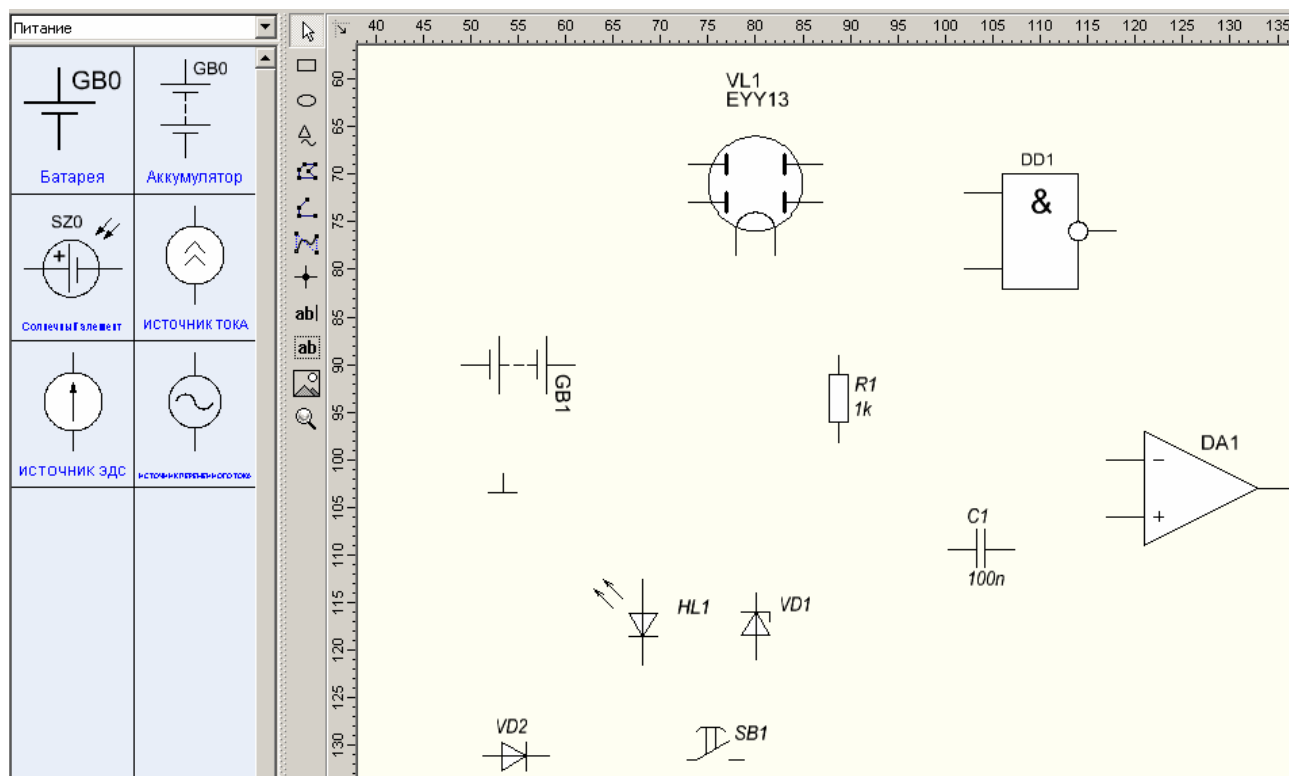 Питание
GB0
GB0
Батарея
Аккумулятор
SZ0
+
Солнечный элемент
ИСТОЧНИК ТОКА
ИСТОЧНИК ЭДС
ИСТОЧНИК ПЕРЕМЕННОГО ТОКА
ab
ab
40 45 50 55 60 65 70 75 80 85 90 95 100 105 110 115 120 125 130 135
60
65
70
75
80
85
90
95
100
105
110
115
120
125
130
VL1
EYY13
DD1
&
GB1
R1
1k
DA1
−
+
C1
100n
HL1
VD1
VD2
SB1